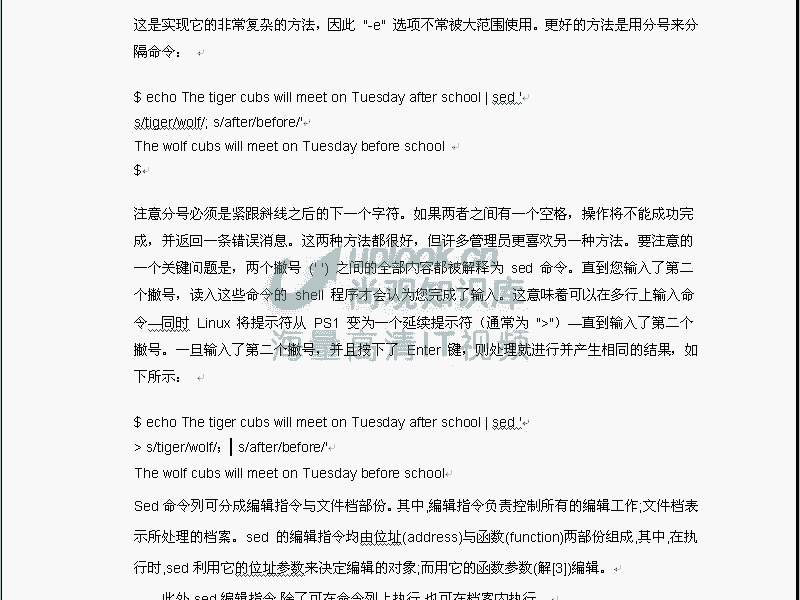 这是实现它的非常复杂的方法，因此 "-e" 选项不常被大范围使用。更好的方法是用分号来分
隔命令：
$ echo The tiger cubs will meet on Tuesday after school | sed '
s/tiger/wolf/; s/after/before/'
The wolf cubs will meet on Tuesday before school
$
注意分号必须是紧跟斜线之后的下一个字符。如果两者之间有一个空格，操作将不能成功完
成，并返回一条错误消息。这两种方法都很好，但许多管理员更喜欢另一种方法。要注意的
一个关键问题是，两个撇号 (' ') 之间的全部内容都被解释为 sed 命令。直到您输入了第二
个撇号，读入这些命令的 shell 程序才会认为您完成了输入。这意味着可以在多行上输入命
令—同时 Linux 将提示符从 PS1 变为一个延续提示符（通常为 ">"）—直到输入了第二个
撇号。一旦输入了第二个撇号，并且按下了 Enter 键，则处理就进行并产生相同的结果，如
下所示：
$ echo The tiger cubs will meet on Tuesday after school | sed '
> s/tiger/wolf/; s/after/before/'
The wolf cubs will meet on Tuesday before school
Sed 命令列可分成编辑指令与文件档部份。其中,编辑指令负责控制所有的编辑工作;文件档表
示所处理的档案。sed 的编辑指令均由位址(address)与函数(function)两部份组成,其中,在执
行时,sed 利用它的位址参数来决定编辑的对象;而用它的函数参数(解[3])编辑。
此外,sed 编辑指令,除了可在命令列上执行,也可在档案内执行。
uplook.cn
尚观知识库
海量高清IT视频